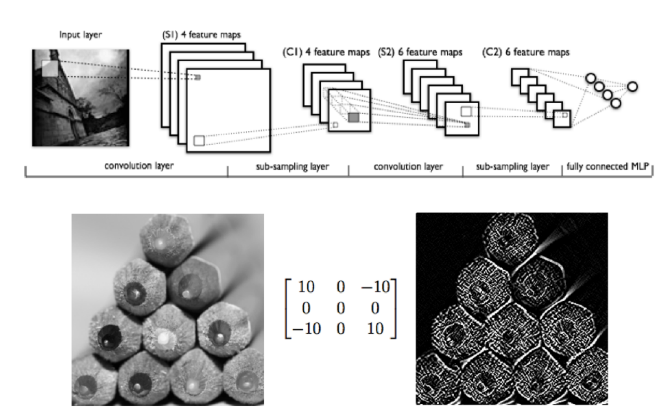 Input layer
(S1) 4 feature maps
(C1) 4 feature maps
(S2) 6 feature maps
(C2) 6 feature maps
convolution layer
sub-sampling layer
convolution layer
sub-sampling layer
fully connected MLP
10 0 −10
0 0 0
−10 0 10